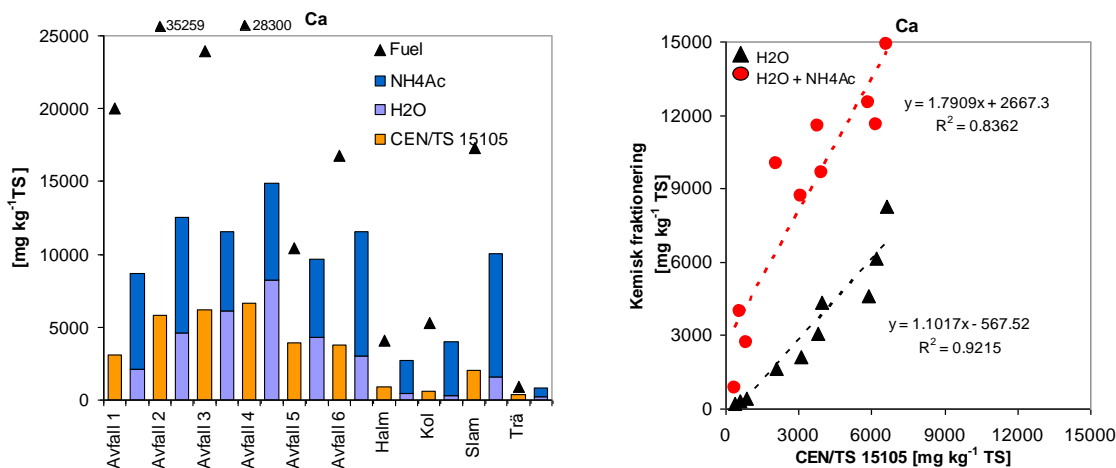 Ca
35259
28300
25000
20000
15000
10000
5000
0
[mg kg-1TS]
Fuel
NH4Ac
H2O
CEN/TS 15105
Avfall 1
Avfall 2
Avfall 3
Avfall 4
Avfall 5
Avfall 6
Halm
Kol
Slam
Trä
Ca
15000
12000
9000
6000
3000
0
Kemisk fraktionering
[mg kg-1 TS]
H2O
H2O + NH4Ac
y = 1.7909x + 2667.3
R2 = 0.8362
y = 1.1017x - 567.52
R2 = 0.9215
0 3000 6000 9000 12000 15000
CEN/TS 15105 [mg kg-1 TS]